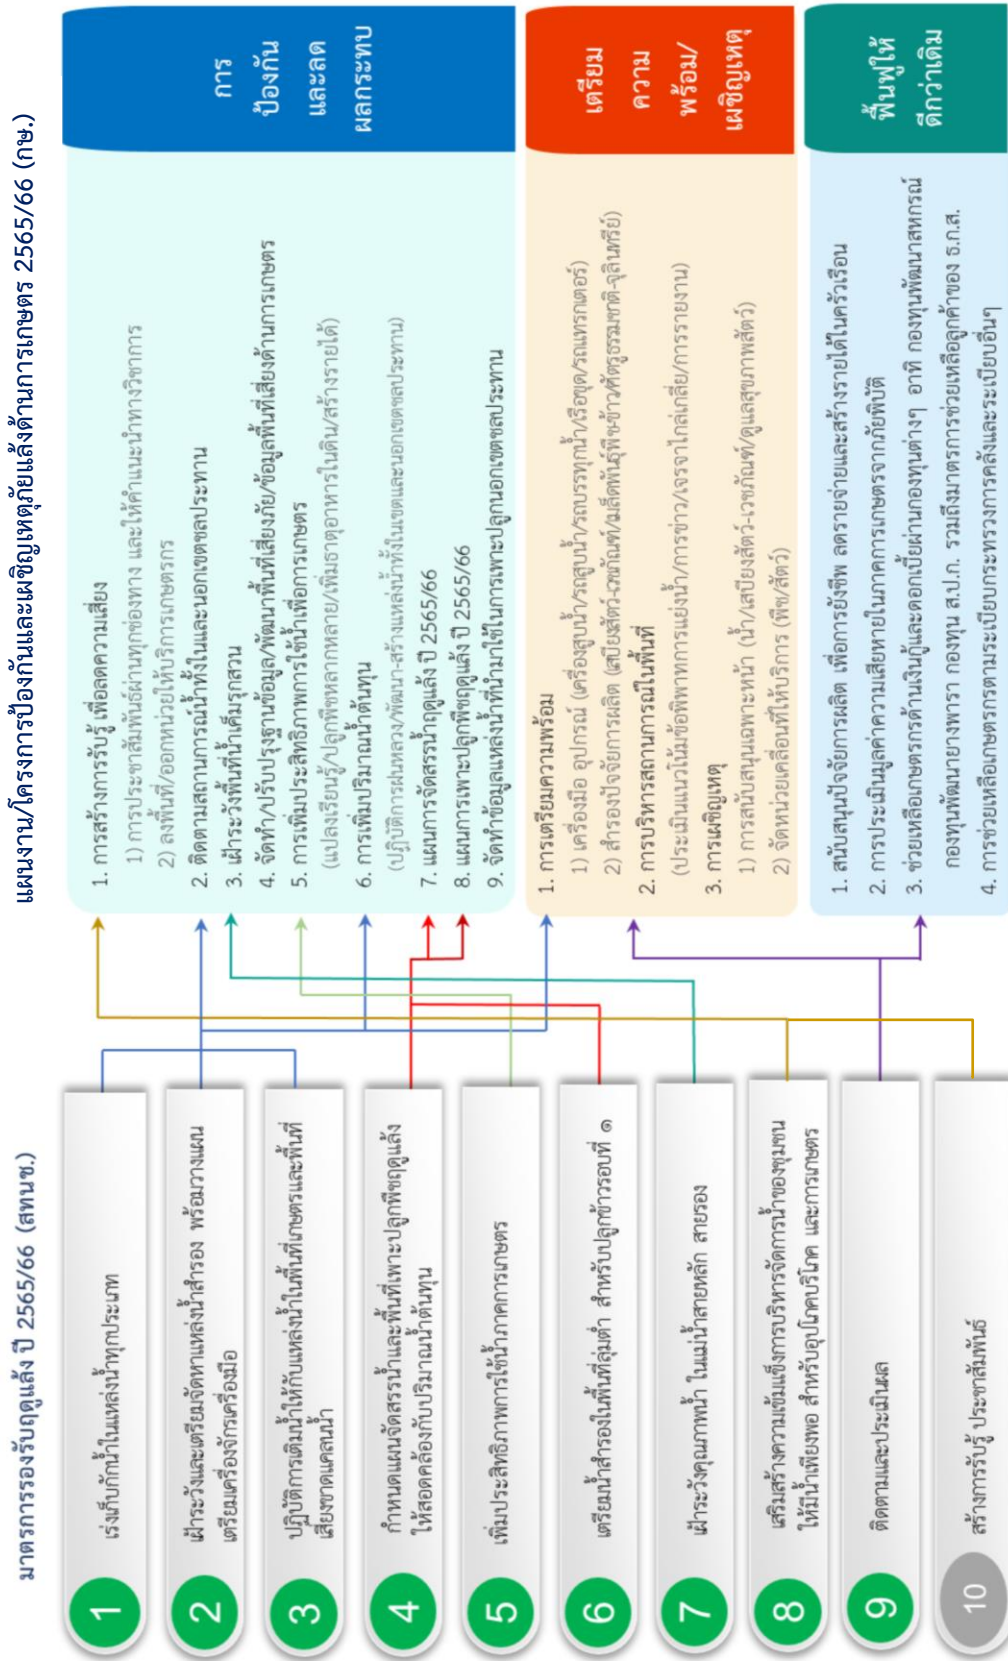 มาตรการรองรับฤดูแล้ง ปี 2565/66 (สทนช.)
1
เร่งเก็บกักน้ำในแหล่งน้ำทุกประเภท
2
เฝ้าระวังและเตรียมจัดหาแหล่งน้ำสำรอง พร้อมวางแผน
เตรียมเครื่องจักรเครื่องมือ
3
ปฏิบัติการเติมน้ำให้กับแหล่งน้ำในพื้นที่เกษตรและพื้นที่
เสี่ยงขาดแคลนน้ำ
4
กำหนดแผนจัดสรรน้ำและพื้นที่เพาะปลูกพืชฤดูแล้ง
ให้สอดคล้องกับปริมาณน้ำต้นทุน
5
เพิ่มประสิทธิภาพการใช้น้ำภาคการเกษตร
6
เตรียมน้ำสำรองในพื้นที่ลุ่มต่ำ สำหรับปลูกข้าวรอบที่ ๑
7
เฝ้าระวังคุณภาพน้ำ ในแม่น้ำสายหลัก สายรอง
8
เสริมสร้างความเข้มแข็งการบริหารจัดการน้ำของชุมชน
ให้มีน้ำเพียงพอ สำหรับอุปโภคบริโภค และการเกษตร
9
ติดตามและประเมินผล
10
สร้างการรับรู้ ประชาสัมพันธ์
แผนงาน/โครงการป้องกันและเผชิญเหตุภัยแล้งด้านการเกษตร 2565/66 (กษ.)
1. การสร้างการรับรู้ เพื่อลดความเสี่ยง
1) การประชาสัมพันธ์ผ่านทุกช่องทาง และให้คำแนะนำทางวิชาการ
2) ลงพื้นที่/ออกหน่วยให้บริการเกษตรกร
2. ติดตามสถานการณ์น้ำทั้งในและนอกเขตชลประทาน
3. เฝ้าระวังพื้นที่น้ำเค็มรุกสวน
4. จัดทำ/ปรับปรุงฐานข้อมูล/พัฒนาพื้นที่เสี่ยงภัย/ข้อมูลพื้นที่เสี่ยงด้านการเกษตร
5. การเพิ่มประสิทธิภาพการใช้น้ำเพื่อการเกษตร
(แปลงเรียนรู้/ปลูกพืชหลากหลาย/เพิ่มธาตุอาหารในดิน/สร้างรายได้)
6. การเพิ่มปริมาณน้ำต้นทุน
(ปฏิบัติการฝนหลวง/พัฒนา-สร้างแหล่งน้ำทั้งในเขตและนอกเขตชลประทาน)
7. แผนการจัดสรรน้ำฤดูแล้ง ปี 2565/66
8. แผนการเพาะปลูกพืชฤดูแล้ง ปี 2565/66
9. จัดทำข้อมูลแหล่งน้ำที่นำมาใช้ในการเพาะปลูกนอกเขตชลประทาน
การ
ป้องกัน
และลด
ผลกระทบ
1. การเตรียมความพร้อม
1) เครื่องมือ อุปกรณ์ (เครื่องสูบน้ำ/รถสูบน้ำ/รถบรรทุกน้ำ/เรือขุด/รถแทรกเตอร์)
2) สำรองปัจจัยการผลิต (เสบียงสัตว์-เวชภัณฑ์/เมล็ดพันธุ์พืช-ข้าว/ศัตรูธรรมชาติ-จุลินทรีย์)
2. การบริหารสถานการณ์ในพื้นที่
(ประเมินแนวโน้มข้อพิพาทการแย่งน้ำ/การข่าว/เจรจาไกล่เกลี่ย/การรายงาน)
3. การเผชิญเหตุ
1) การสนับสนุนเฉพาะหน้า (น้ำ/เสบียงสัตว์-เวชภัณฑ์/ดูแลสุขภาพสัตว์)
2) จัดหน่วยเคลื่อนที่ให้บริการ (พืช/สัตว์)
เตรียม
ความ
พร้อม/
เผชิญเหตุ
1. สนับสนุนปัจจัยการผลิต เพื่อการยังชีพ ลดรายจ่ายและสร้างรายได้ในครัวเรือน
2. การประเมินมูลค่าความเสียหายในภาคการเกษตรจากภัยพิบัติ
3. ช่วยเหลือเกษตรกรด้านเงินกู้และดอกเบี้ยผ่านกองทุนต่างๆ อาทิ กองทุนพัฒนาสหกรณ์
กองทุนพัฒนายางพารา กองทุน ส.ป.ก. รวมถึงมาตรการช่วยเหลือลูกค้าของ ธ.ก.ส.
4. การช่วยเหลือเกษตรกรตามระเบียบกระทรวงการคลังและระเบียบอื่นๆ
ฟื้นฟูให้
ดีกว่าเดิม